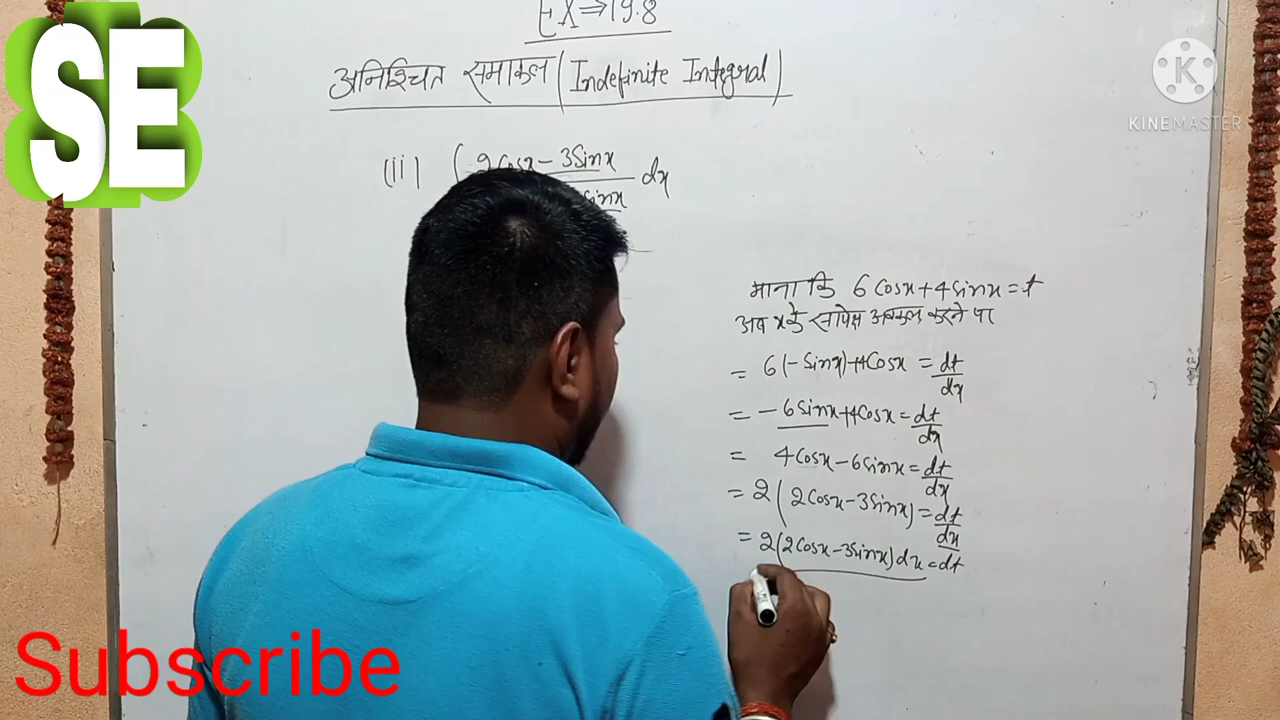 SE
EX ⇒ 19.8
अनिश्चित समाकल (Indefinite Integral)
K
KINEMASTER
(ii) 2Cosx - 3Sinx
sinx dx
माना कि 6 Cosx + 4 Sinx = t
अब x के सापेक्ष अवकल करने पर
= 6(-Sinx) + 4Cosx = dt/dx
= -6Sinx + 4Cosx = dt/dx
= 4Cosx - 6Sinx = dt/dx
= 2(2Cosx - 3Sinx) = dt/dx
= 2(2Cosx - 3Sinx) dx = dt
Subscribe